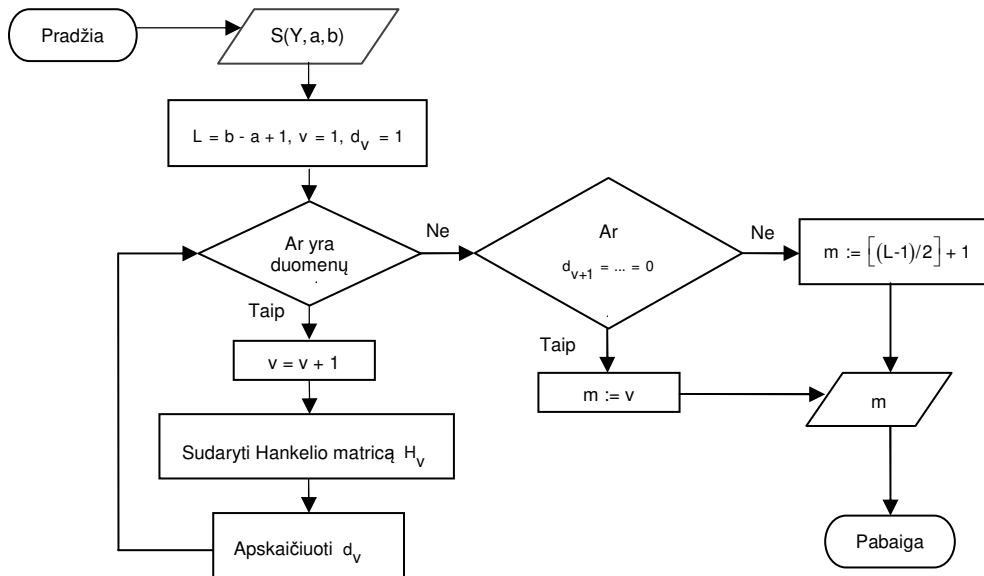 Pradžia
S(Y,a,b)
L = b - a + 1, v = 1, d_v = 1
Ar yra
duomenų
Ne
Taip
v = v + 1
Sudaryti Hankelio matricą H_v
Apskaičiuoti d_v
Ar
d_{v+1} = ... = 0
Ne
Taip
m := v
m := [(L-1)/2] + 1
m
Pabaiga